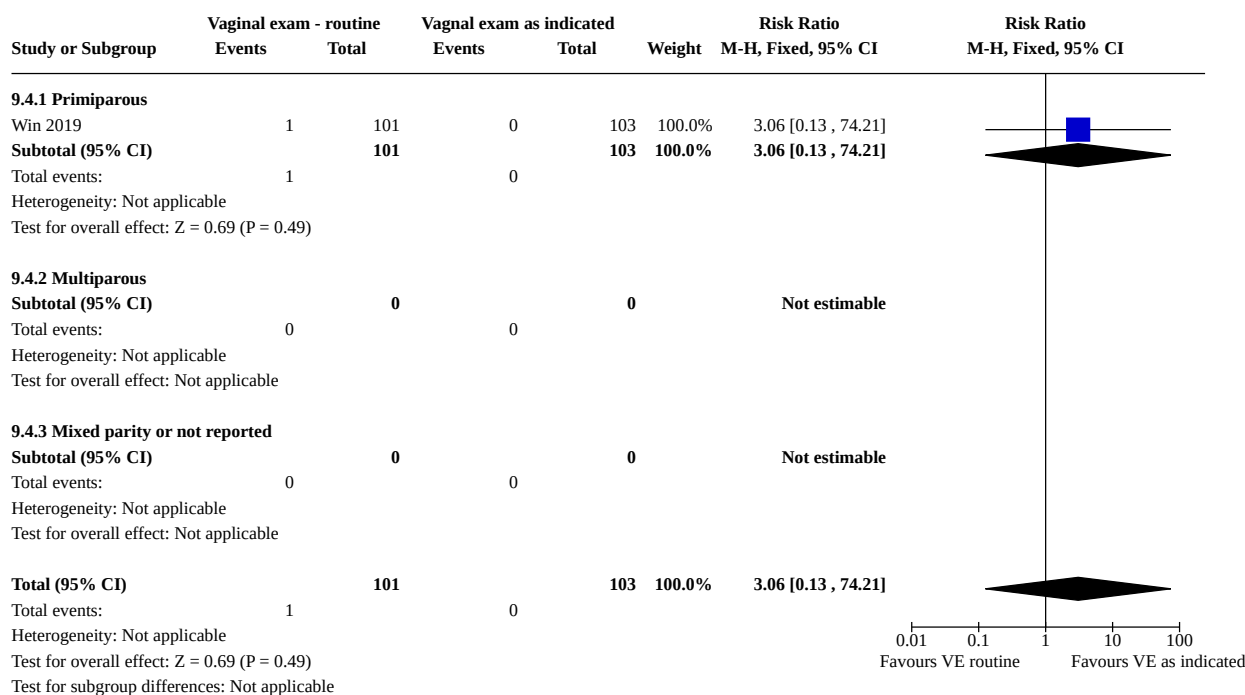 Vaginal exam - routine Vagnal exam as indicated Risk Ratio Risk Ratio
Study or Subgroup Events Total Events Total Weight M-H, Fixed, 95% CI M-H, Fixed, 95% CI
9.4.1 Primiparous
Win 2019 1 101 0 103 100.0% 3.06 [0.13 , 74.21]
Subtotal (95% CI) 101 103 100.0% 3.06 [0.13 , 74.21]
Total events: 1 0
Heterogeneity: Not applicable
Test for overall effect: Z = 0.69 (P = 0.49)
9.4.2 Multiparous
Subtotal (95% CI) 0 0 Not estimable
Total events: 0 0
Heterogeneity: Not applicable
Test for overall effect: Not applicable
9.4.3 Mixed parity or not reported
Subtotal (95% CI) 0 0 Not estimable
Total events: 0 0
Heterogeneity: Not applicable
Test for overall effect: Not applicable
Total (95% CI) 101 103 100.0% 3.06 [0.13 , 74.21]
Total events: 1 0
Heterogeneity: Not applicable
0.01 0.1 1 10 100
Test for overall effect: Z = 0.69 (P = 0.49) Favours VE routine Favours VE as indicated
Test for subgroup differences: Not applicable